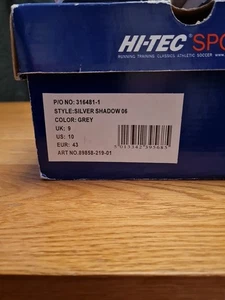 HI-TEC SPO
RUNNING, TRAINING
ATHLETIC SOCCER
P/O NO: 316481-1
STYLE:SILVER SHADOW 06
COLOR: GREY
UK: 9
US: 10
EUR: 43
ART NO.:89858-219-01